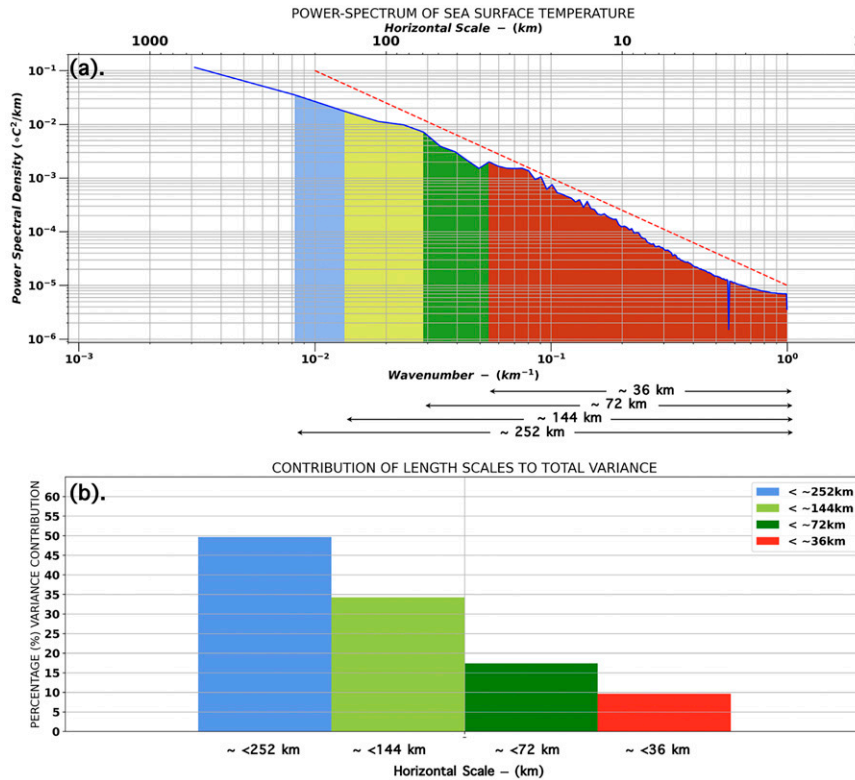 POWER-SPECTRUM OF SEA SURFACE TEMPERATURE
Horizontal Scale − (km)
1000 100 10
(a).
Power Spectral Density (∘C²/km)
10⁻¹
10⁻²
10⁻³
10⁻⁴
10⁻⁵
10⁻⁶
10⁻³ 10⁻² 10⁻¹ 10⁰
Wavenumber − (km⁻¹)
~ 36 km
~ 72 km
~ 144 km
~ 252 km
CONTRIBUTION OF LENGTH SCALES TO TOTAL VARIANCE
(b).
PERCENTAGE (%) VARIANCE CONTRIBUTION
60
55
50
45
40
35
30
25
20
15
10
5
0
< ~252km
< ~144km
< ~72km
< ~36km
~ <252 km ~ <144 km ~ <72 km ~ <36 km
Horizontal Scale − (km)